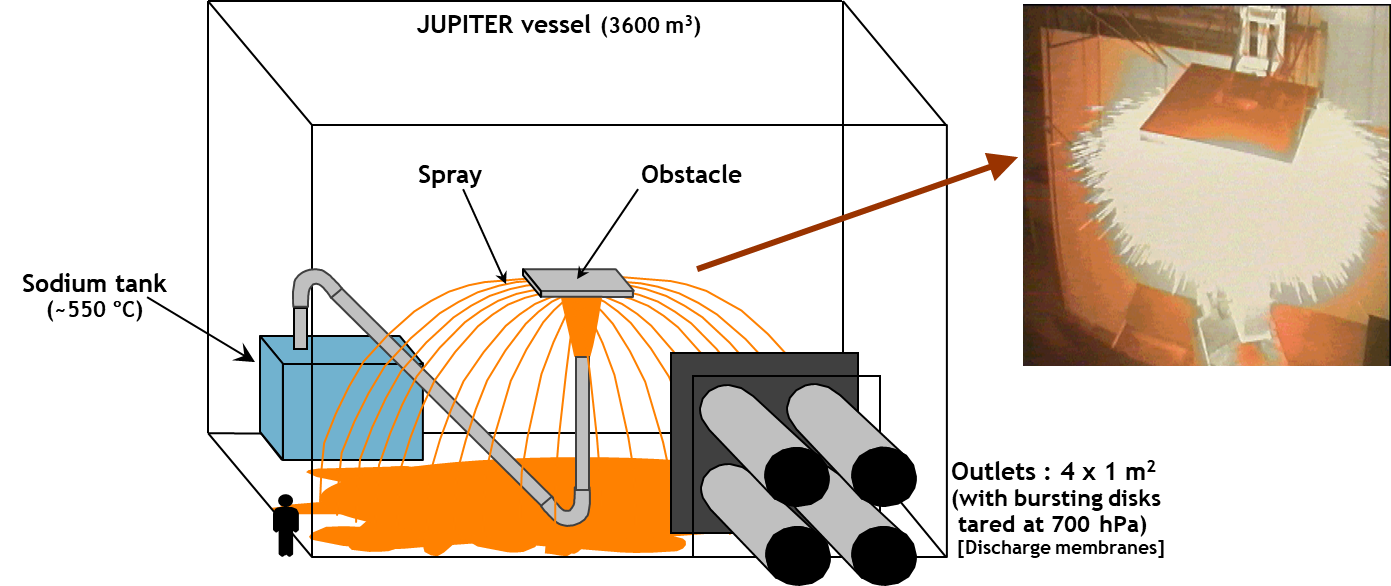 JUPITER vessel (3600 m³)
Spray
Obstacle
Sodium tank
(~550 °C)
Outlets : 4 x 1 m²
(with bursting disks
tared at 700 hPa)
[Discharge membranes]